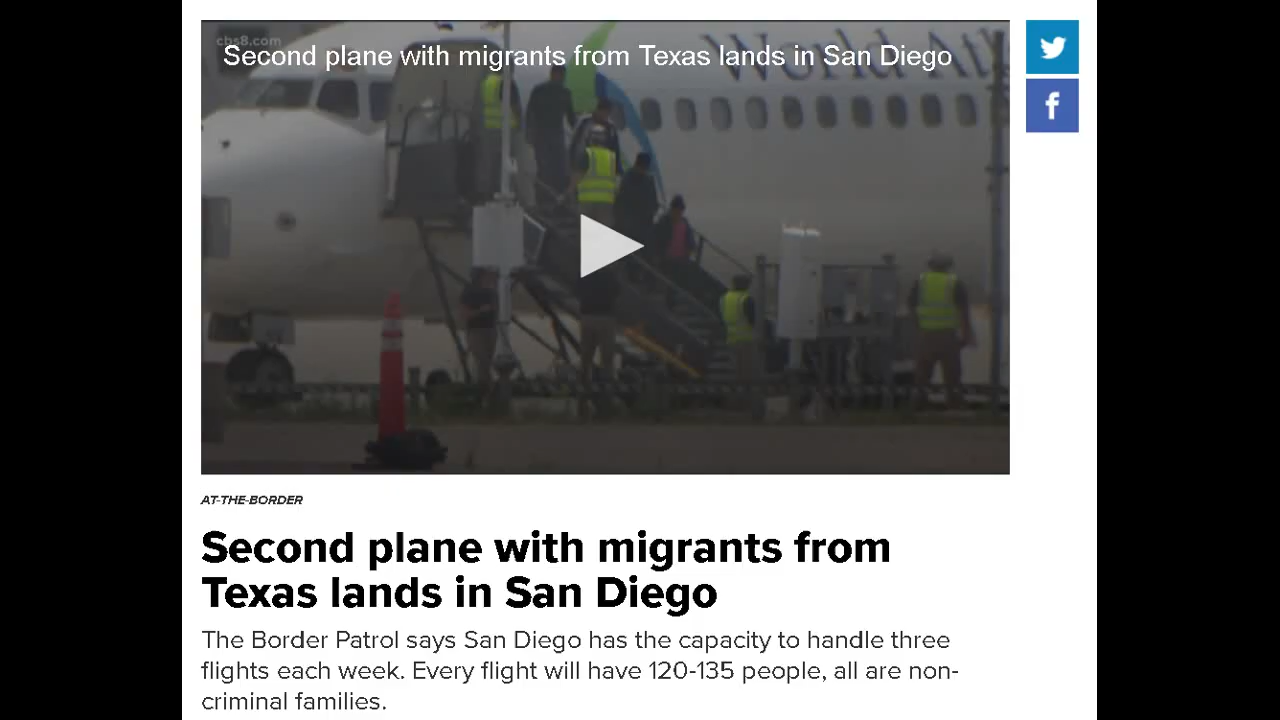 cbs8.com
Second plane with migrants from Texas lands in San Diego
World Atl
f
AT-THE-BORDER
Second plane with migrants from
Texas lands in San Diego
The Border Patrol says San Diego has the capacity to handle three
flights each week. Every flight will have 120-135 people, all are non-
criminal families.